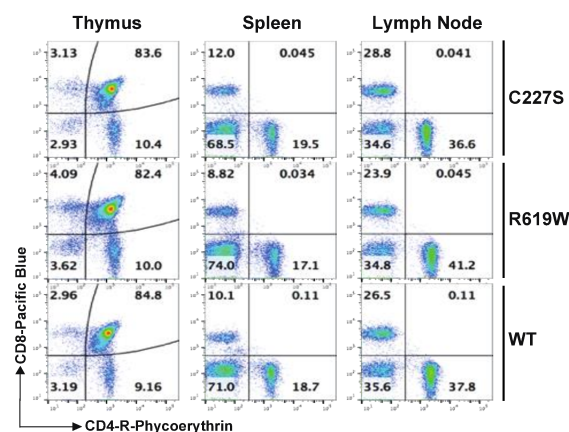 Thymus Spleen Lymph Node
3.13 83.6 12.0 0.045 28.8 0.041
C227S
2.93 10.4 68.5 19.5 34.6 36.6
4.09 82.4 8.82 0.034 23.9 0.045
R619W
3.62 10.0 74.0 17.1 34.8 41.2
2.96 84.8 10.1 0.11 26.5 0.11
WT
3.19 9.16 71.0 18.7 35.6 37.8
CD8-Pacific Blue
CD4-R-Phycoerythrin